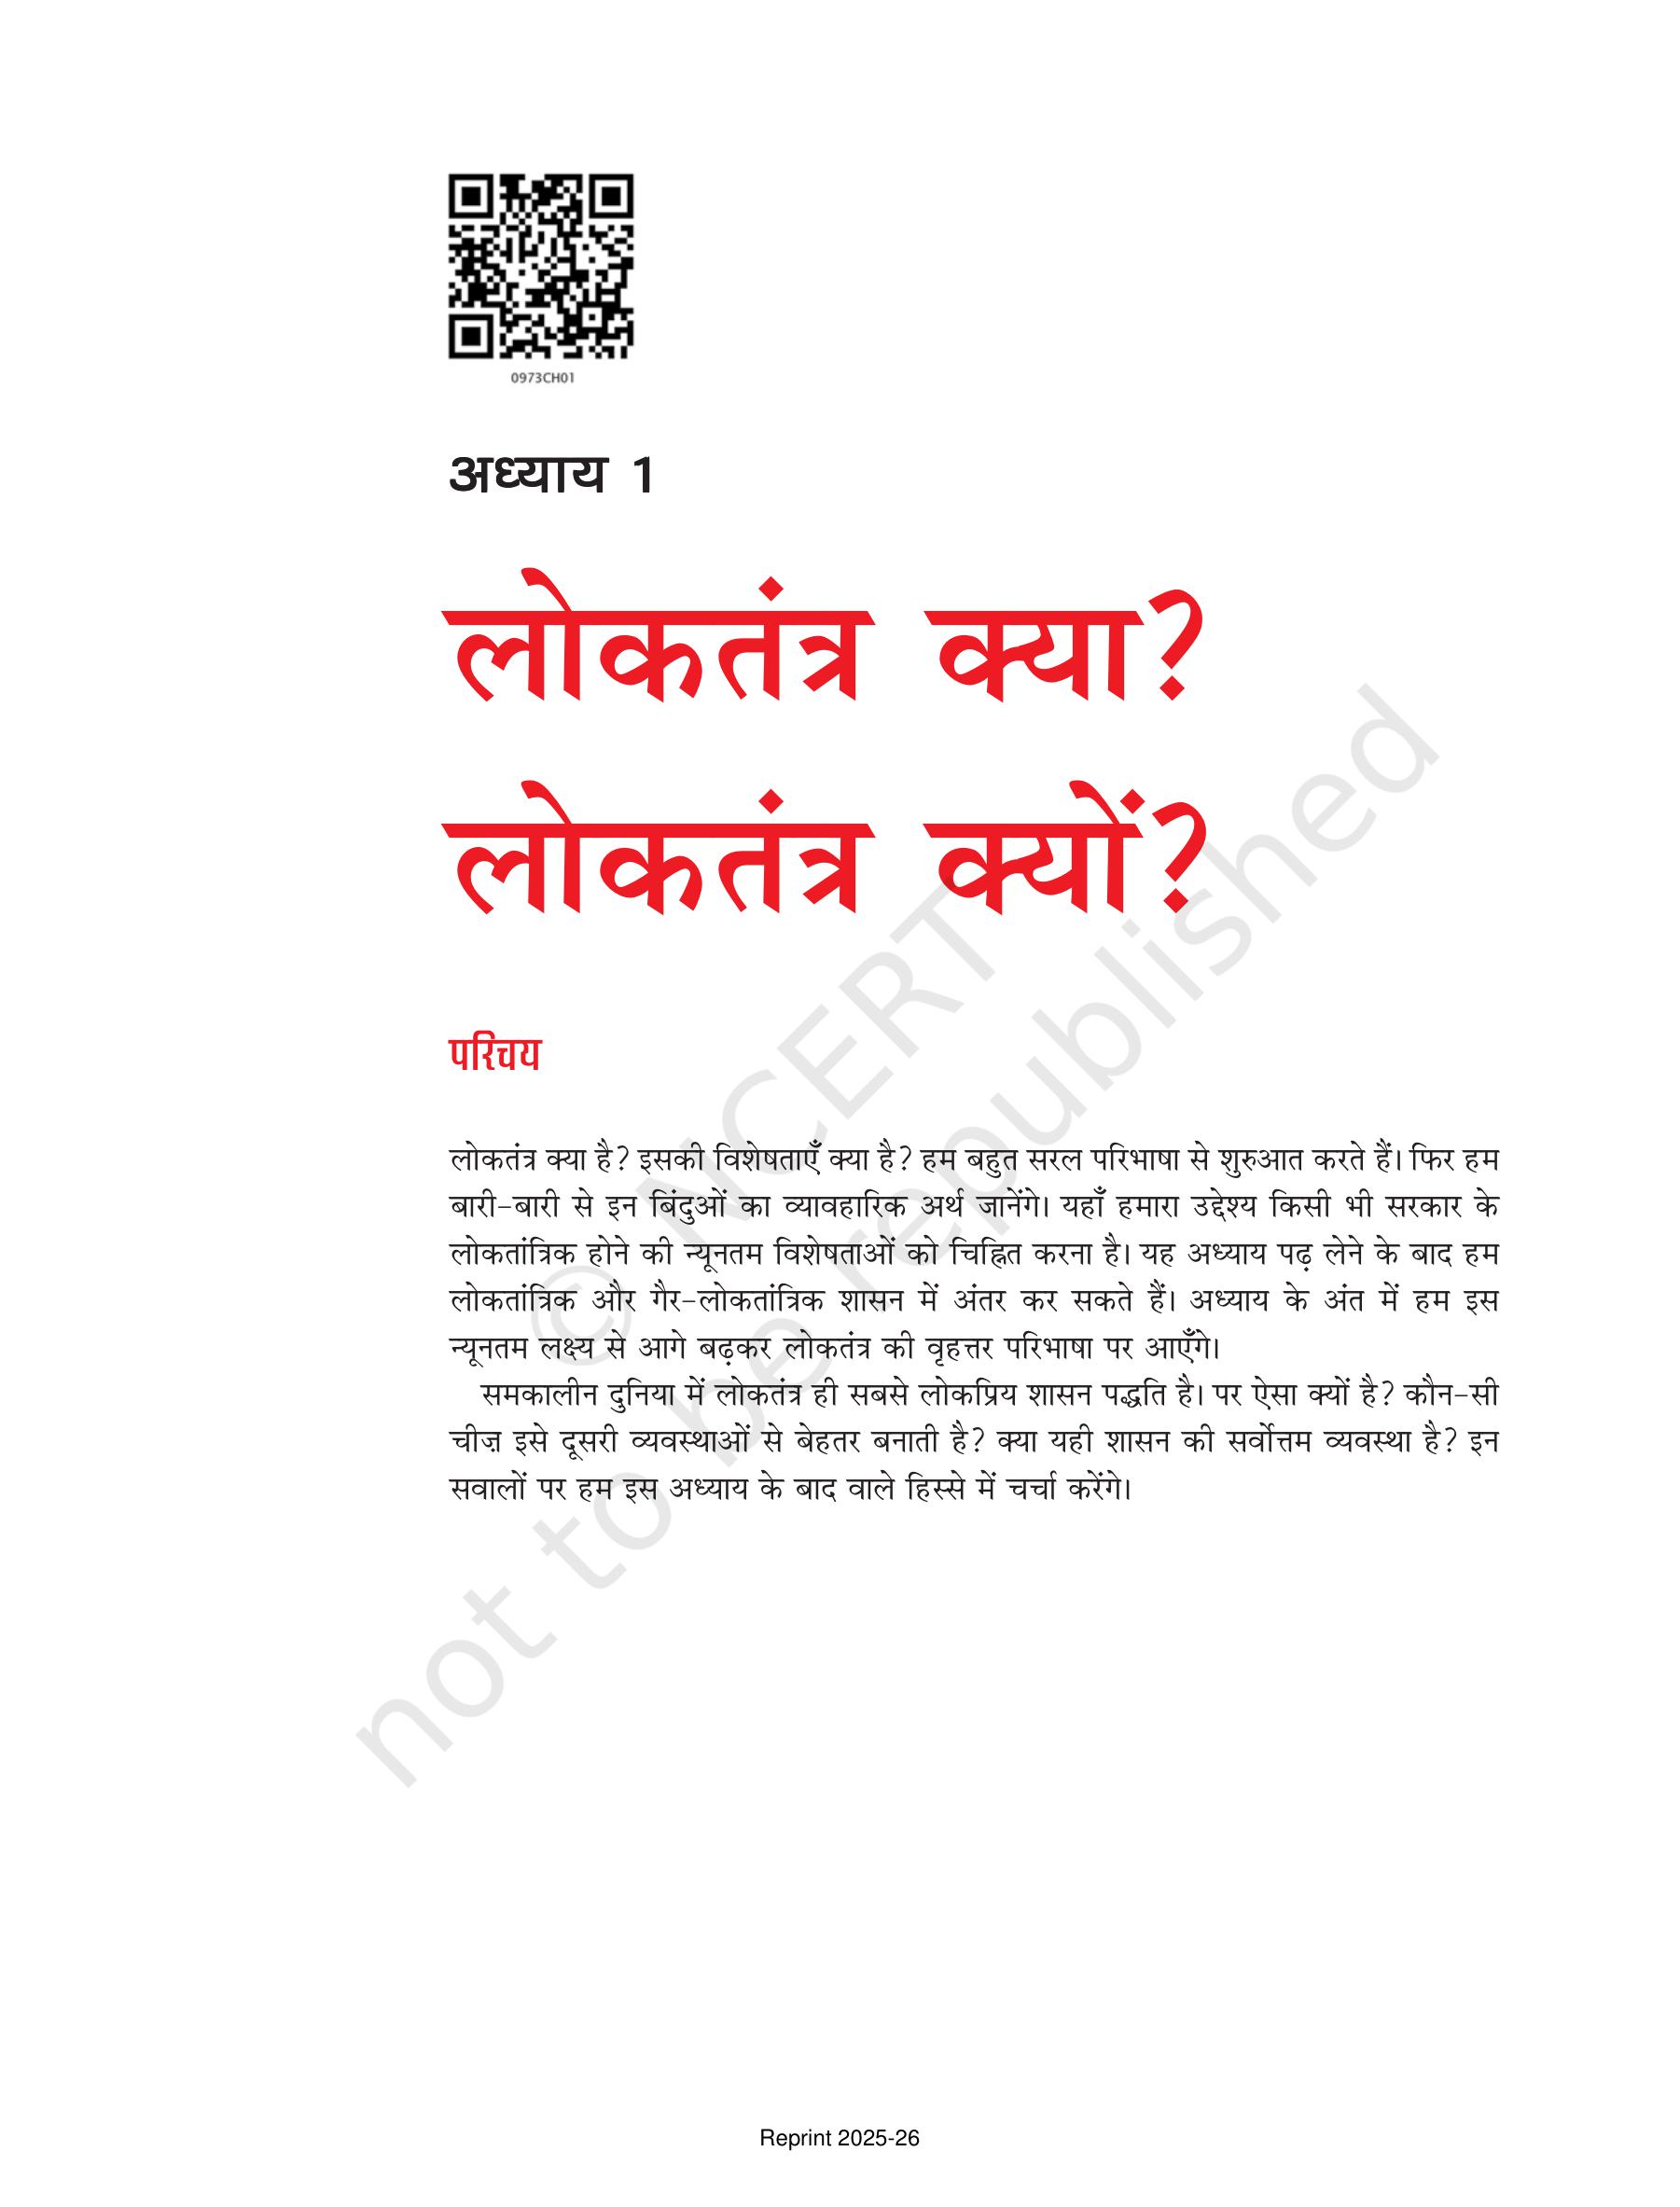 0973CH01
अध्याय 1
लोकतंत्र क्या?
लोकतंत्र क्यों?
परिचय
लोकतंत्र क्या है? इसकी विशेषताएँ क्या है? हम बहुत सरल परिभाषा से शुरुआत करते हैं। फिर हम
बारी-बारी से इन बिंदुओं का व्यावहारिक अर्थ जानेंगे। यहाँ हमारा उद्देश्य किसी भी सरकार के
लोकतांत्रिक होने की न्यूनतम विशेषताओं को चिह्नित करना है। यह अध्याय पढ़ लेने के बाद हम
लोकतांत्रिक और गैर-लोकतांत्रिक शासन में अंतर कर सकते हैं। अध्याय के अंत में हम इस
न्यूनतम लक्ष्य से आगे बढ़कर लोकतंत्र की वृहत्तर परिभाषा पर आएँगे।
समकालीन दुनिया में लोकतंत्र ही सबसे लोकप्रिय शासन पद्धति है। पर ऐसा क्यों है? कौन-सी
चीज़ इसे दूसरी व्यवस्थाओं से बेहतर बनाती है? क्या यही शासन की सर्वोत्तम व्यवस्था है? इन
सवालों पर हम इस अध्याय के बाद वाले हिस्से में चर्चा करेंगे।
© NCERT
not to be republished
Reprint 2025-26